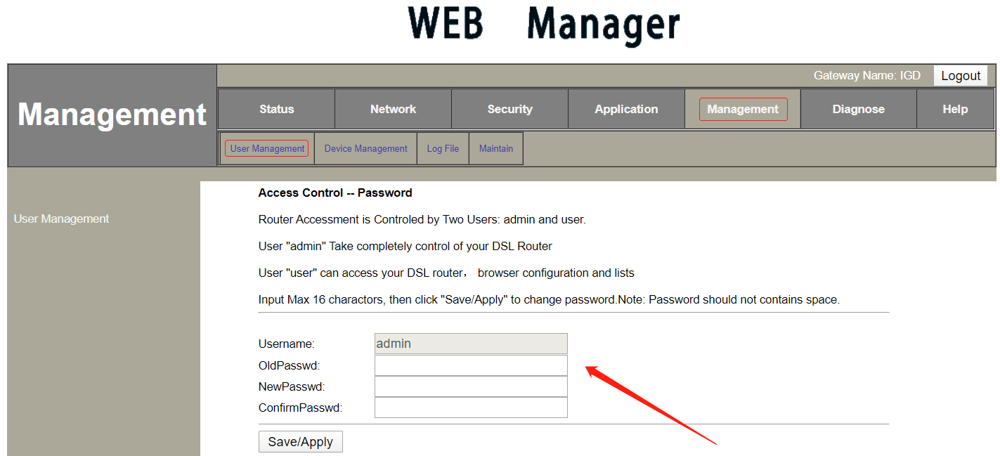 WEB Manager
Gateway Name: IGD Logout
Management
Status Network Security Application Management Diagnose Help
User Management Device Management Log File Maintain
User Management
Access Control -- Password
Router Accessment is Controled by Two Users: admin and user.
User "admin" Take completely control of your DSL Router
User "user" can access your DSL router， browser configuration and lists
Input Max 16 charactors, then click "Save/Apply" to change password.Note: Password should not contains space.
Username: admin
OldPasswd:
NewPasswd:
ConfirmPasswd:
Save/Apply